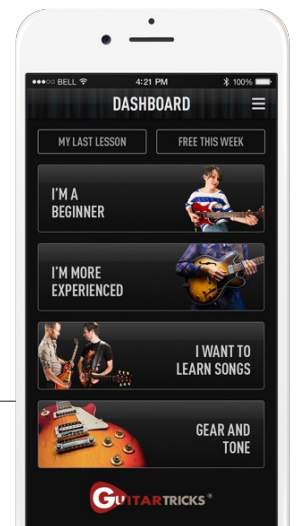 BELL 4:21 PM 100%
DASHBOARD
MY LAST LESSON FREE THIS WEEK
I'M A
BEGINNER
I'M MORE
EXPERIENCED
I WANT TO
LEARN SONGS
GEAR AND
TONE
GUITARTRICKS®